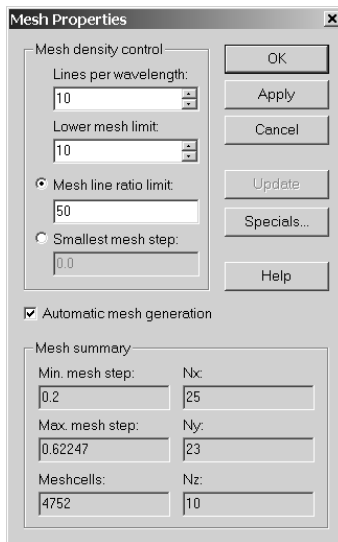 Mesh Properties
Mesh density control
Lines per wavelength:
10
Lower mesh limit:
10
Mesh line ratio limit:
50
Smallest mesh step:
0.0
OK
Apply
Cancel
Update
Specials...
Help
Automatic mesh generation
Mesh summary
Min. mesh step:
Nx:
0.2
25
Max. mesh step:
Ny:
0.62247
23
Meshcells:
Nz:
4752
10